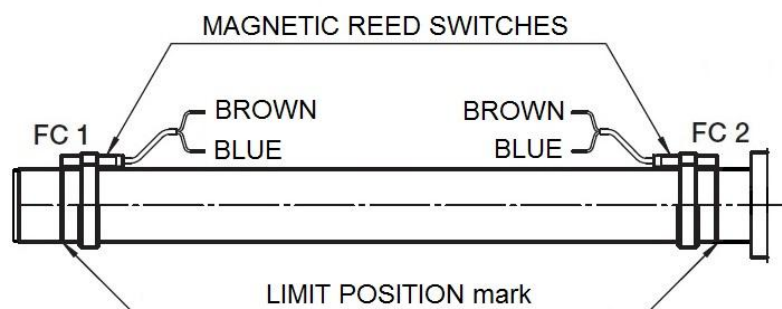 MAGNETIC REED SWITCHES
BROWN
BROWN
FC 1
FC 2
BLUE
BLUE
LIMIT POSITION mark